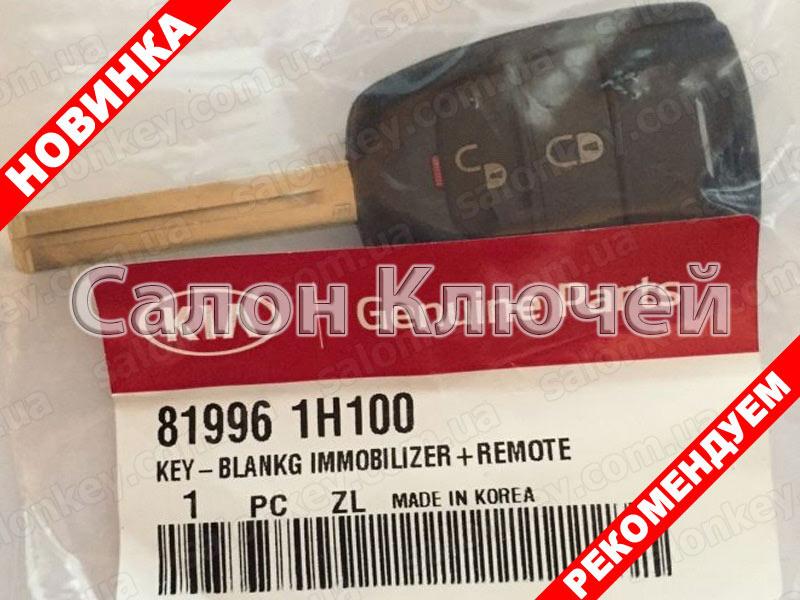 НОВИНКА
Салон Ключей
KIA Genuine Parts
81996 1H100
KEY-BLANKG IMMOBILIZER+REMOTE
1 PC ZL MADE IN KOREA
РЕКОМЕНДУЕМ
salonkey.com.ua